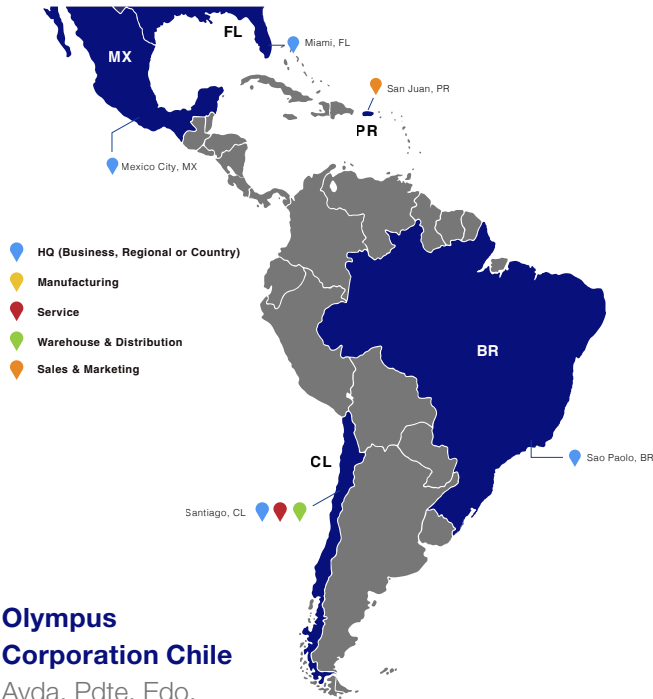 FL
Miami, FL
MX
San Juan, PR
PR
Mexico City, MX
HQ (Business, Regional or Country)
Manufacturing
Service
Warehouse & Distribution
Sales & Marketing
BR
CL
Sao Paolo, BR
Santiago, CL
Olympus
Corporation Chile
Avda. Pdte. Edo.